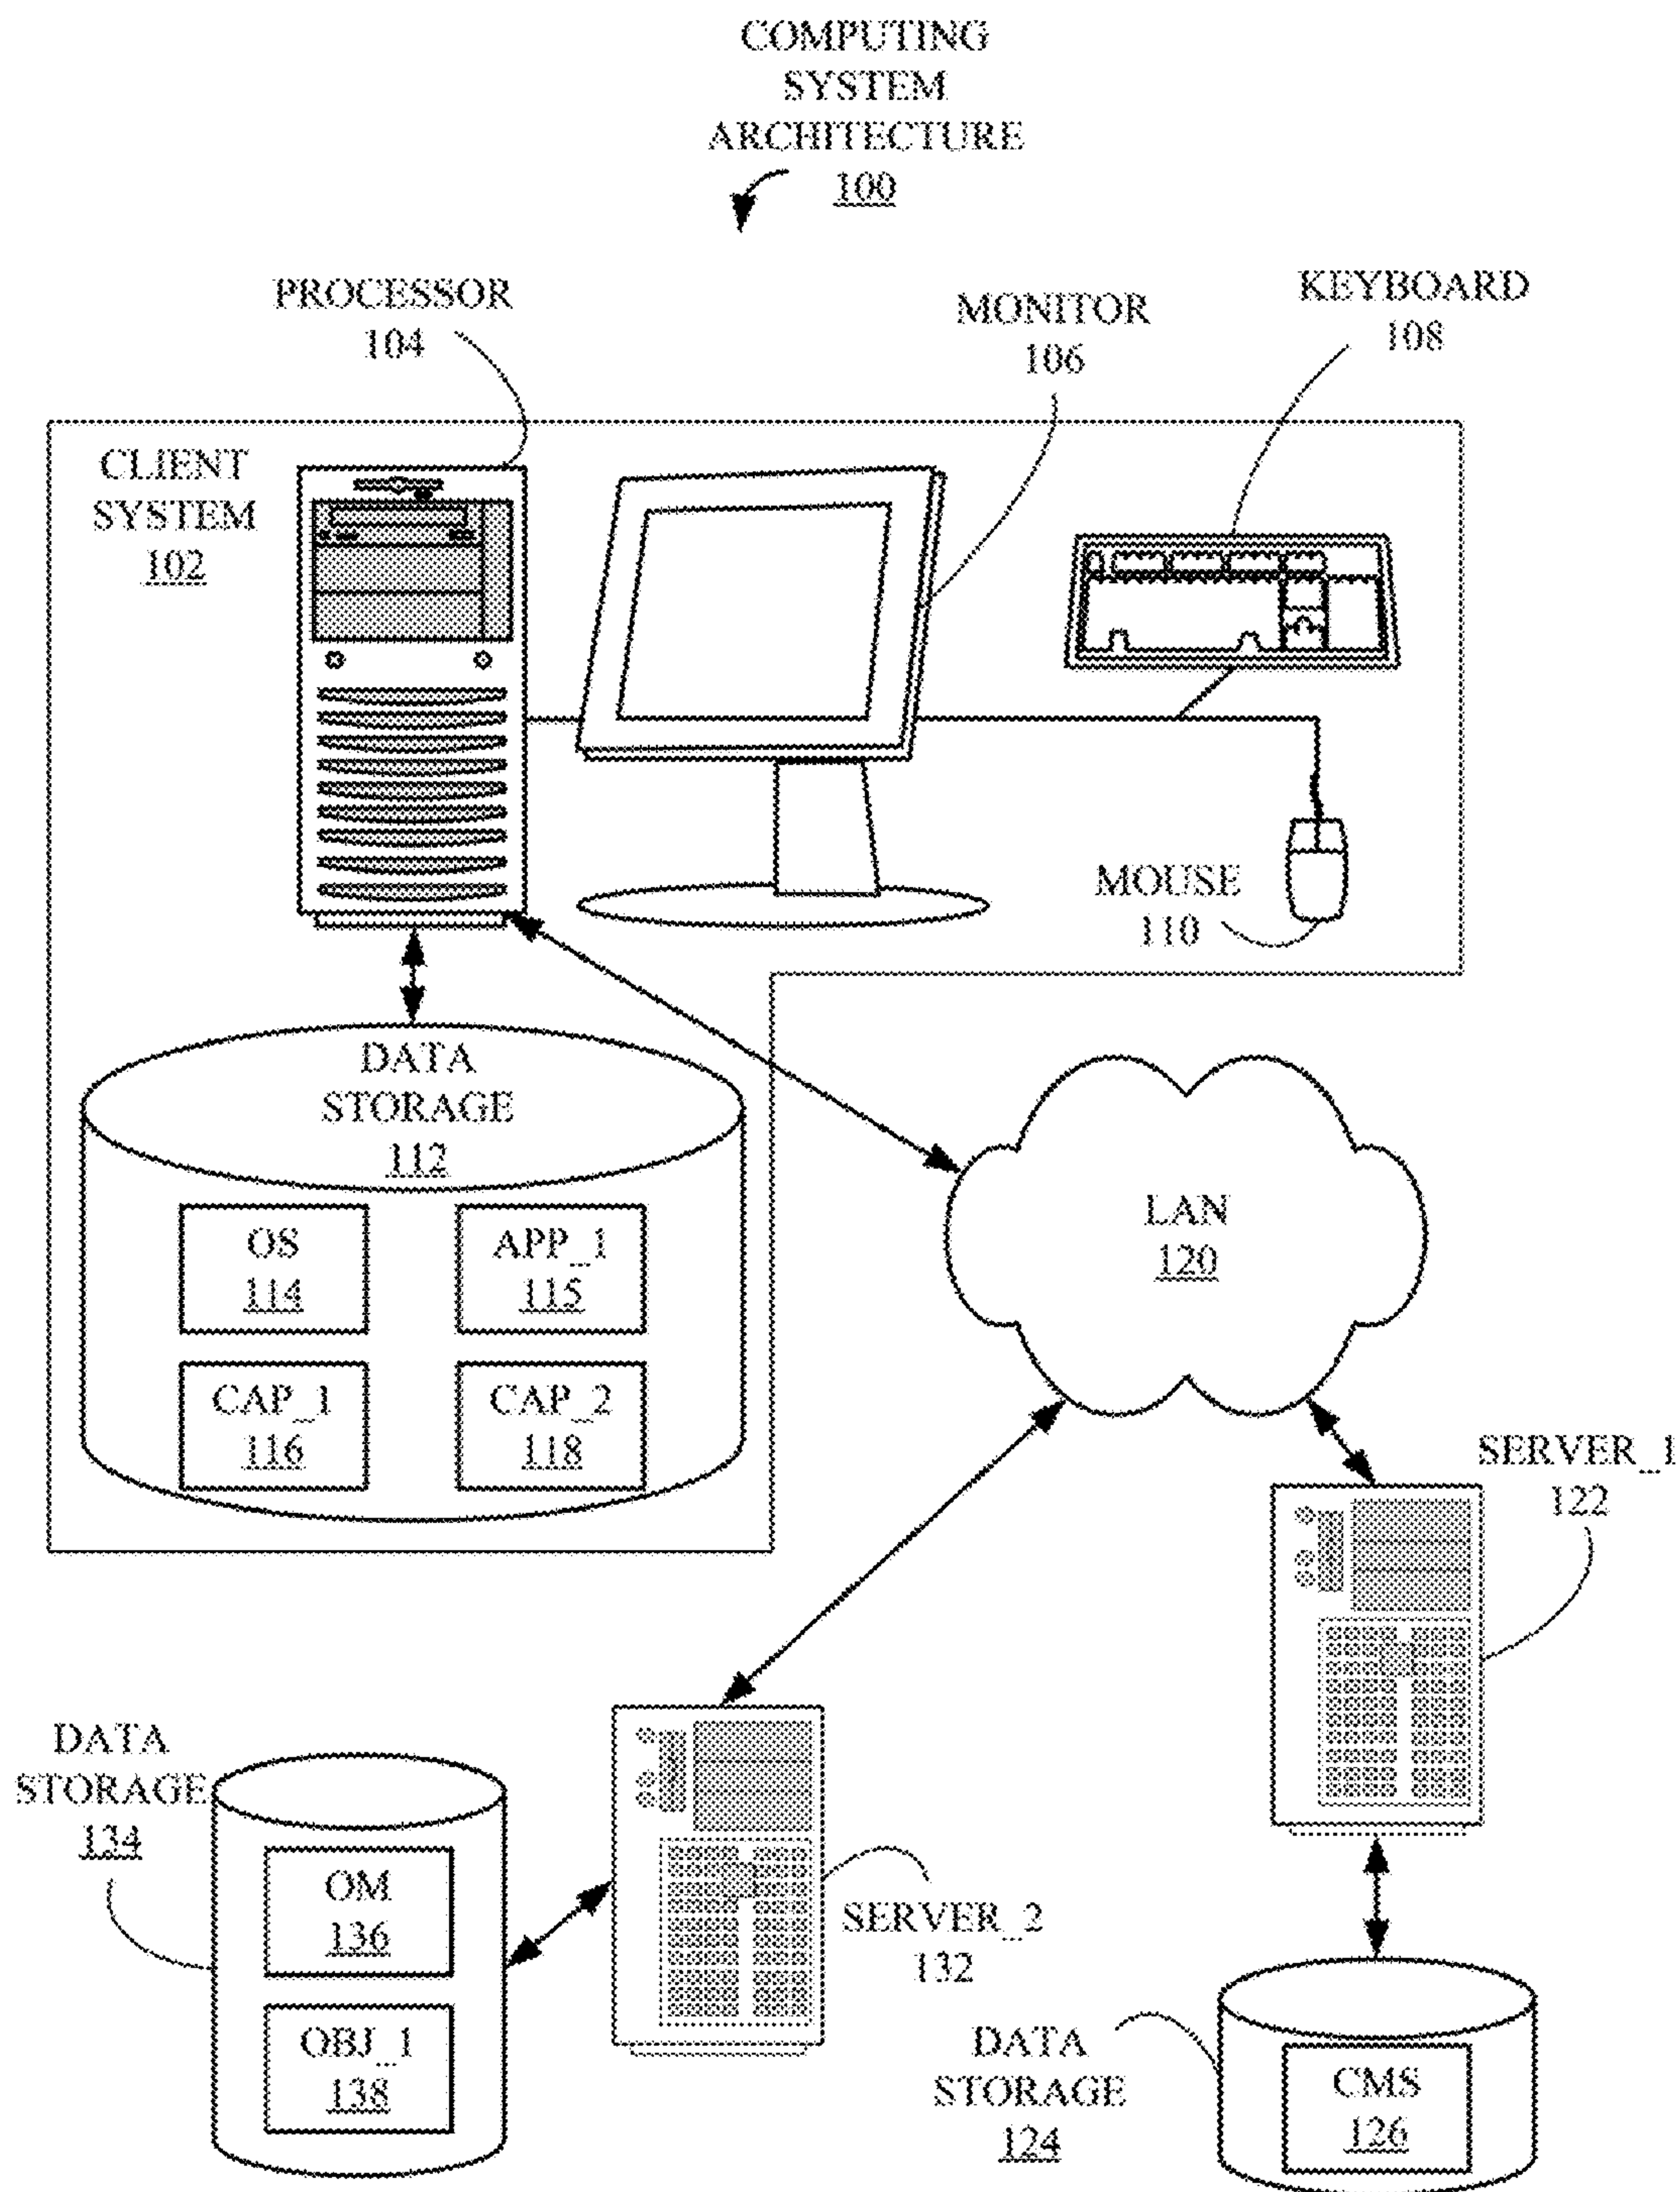 COMPUTING
SYSTEM
ARCHITECTURE
100
PROCESSOR
104
MONITOR
106
KEYBOARD
108
CLIENT
SYSTEM
102
MOUSE
110
DATA
STORAGE
112
OS
114
APP_1
115
CAP_1
116
CAP_2
118
LAN
120
SERVER_1
122
DATA
STORAGE
134
OM
136
OBJ_1
138
SERVER_2
132
DATA
STORAGE
124
CMS
126